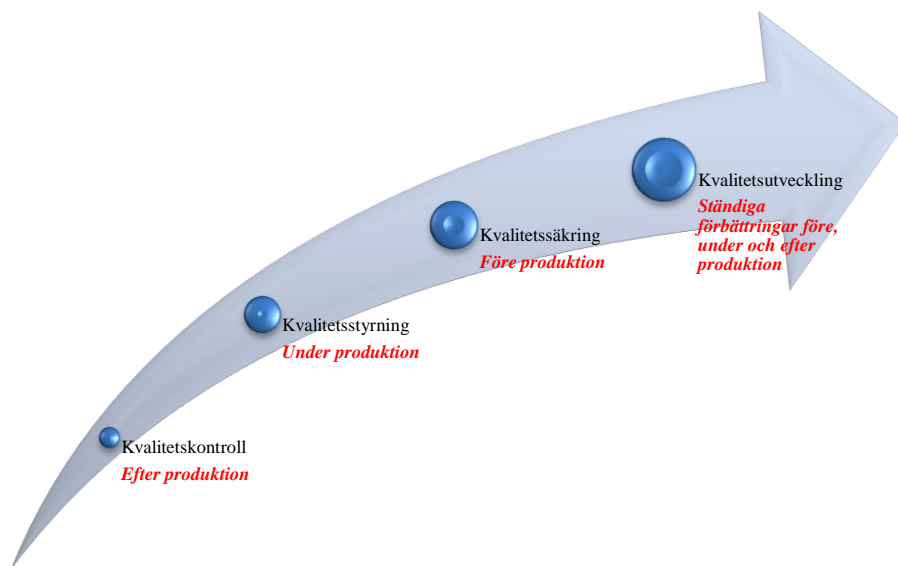 Kvalitetsutveckling
Ständiga
förbättringar före,
under och efter
produktion
Kvalitetssäkring
Före produktion
Kvalitetsstyrning
Under produktion
Kvalitetskontroll
Efter produktion